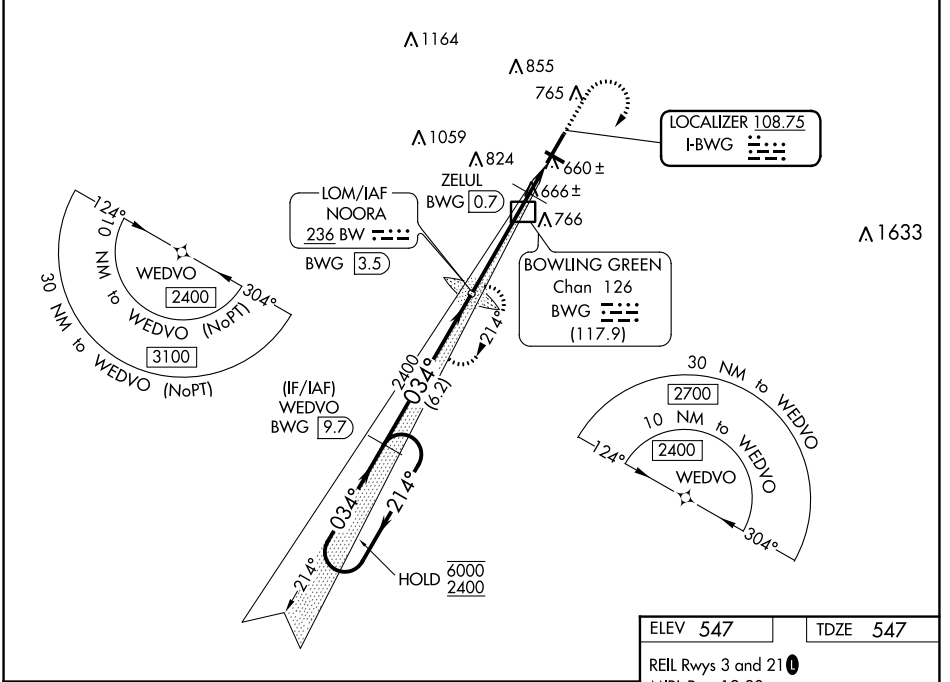 1164
855
765
LOCALIZER 108.75
I-BWG
1059
824
660 ±
ZELUL
BWG 0.7
666 ±
766
LOM/IAF
NOORA
236 BW
BWG 3.5
1633
BOWLING GREEN
Chan 126
BWG
(117.9)
124°
10 NM to WEDVO (NoPT)
WEDVO
2400
304°
30 NM to WEDVO (NoPT)
3100
214°
2400
034°
(6.2)
(IF/IAF)
WEDVO
BWG 9.7
30 NM to WEDVO
2700
10 NM to WEDVO
2400
124°
WEDVO
304°
034°
214°
214°
HOLD 6000
2400
ELEV 547
TDZE 547
REIL Rwys 3 and 21 L